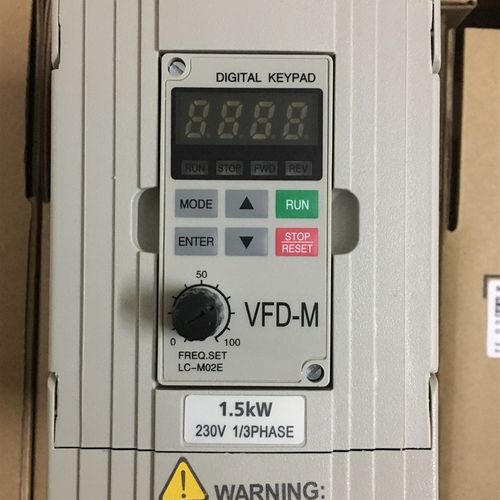 DIGITAL KEYPAD
8.8.8.8
RUN STOP FWD REV
MODE ▲ RUN
ENTER ▼ STOP
RESET
50
0 100
VFD-M
FREQ.SET
LC-M02E
1.5kW
230V 1/3PHASE
WARNING: